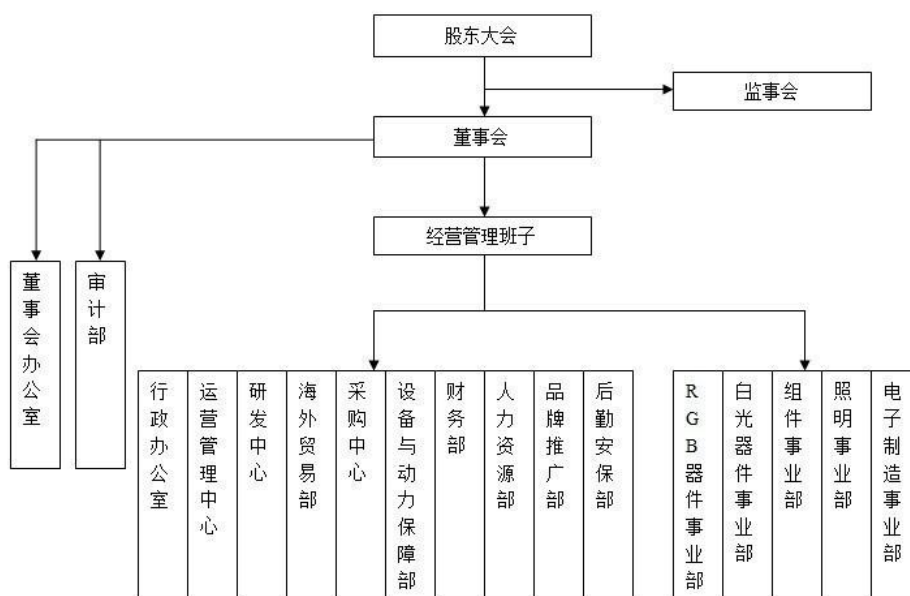 股东大会
监事会
董事会
经营管理班子
董事会办公室
审计部
行政办公室
运营管理中心
研发中心
海外贸易部
采购中心
设备与动力保障部
财务部
人力资源部
品牌推广部
后勤安保部
RGB器件事业部
白光器件事业部
组件事业部
照明事业部
电子制造事业部